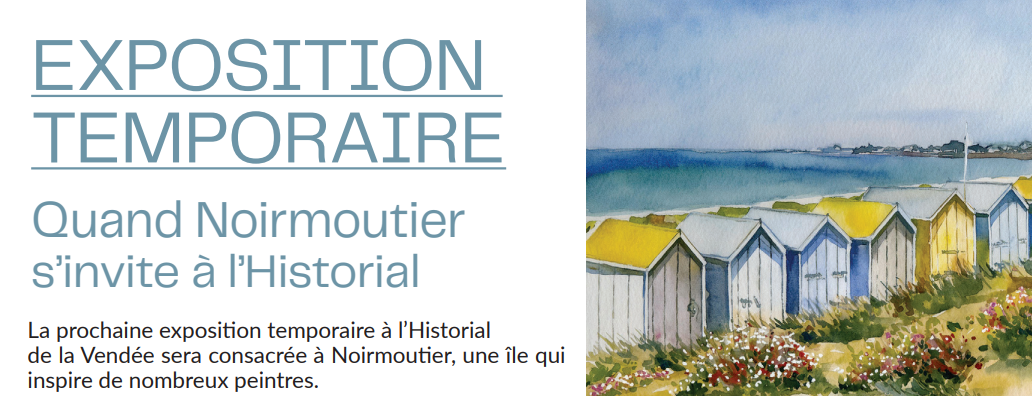 EXPOSITION
TEMPORAIRE
Quand Noirmoutier
s’invite à l’Historial
La prochaine exposition temporaire à l’Historial
de la Vendée sera consacrée à Noirmoutier, une île qui
inspire de nombreux peintres.